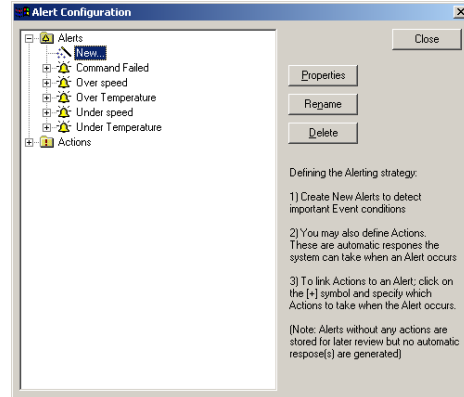 Alert Configuration
Alerts
New...
Command Failed
Over speed
Over Temperature
Under speed
Under Temperature
Actions
Close
Properties
Rename
Delete
Defining the Alerting strategy:
1) Create New Alerts to detect
important Event conditions
2) You may also define Actions.
These are automatic respones the
system can take when an Alert occurs
3) To link Actions to an Alert; click on
the [+] symbol and specify which
Actions to take when the Alert occurs.
(Note: Alerts without any actions are
stored for later review but no automatic
respose(s) are generated)